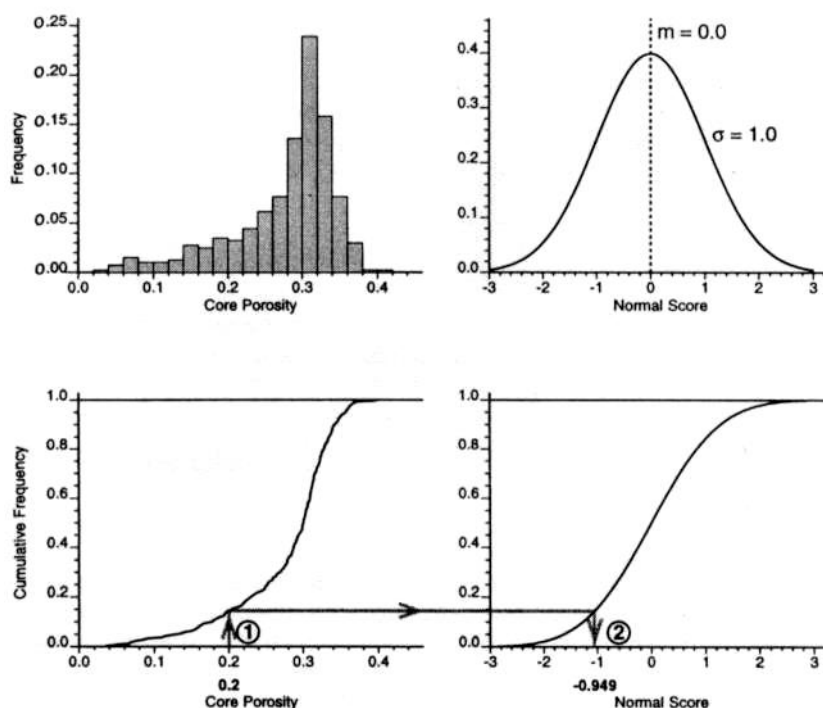 0.25
0.20
0.15
0.10
0.05
0.00
Frequency
0.0 0.1 0.2 0.3 0.4
Core Porosity
m = 0.0
σ = 1.0
0.4
0.3
0.2
0.1
0.0
-3 -2 -1 0 1 2 3
Normal Score
1.0
0.8
0.6
0.4
0.2
0.0
Cumulative Frequency
1
0.0 0.1 0.2 0.3 0.4
0.2
Core Porosity
1.0
0.8
0.6
0.4
0.2
0.0
2
-3 -2 -1 0 1 2 3
-0.949
Normal Score